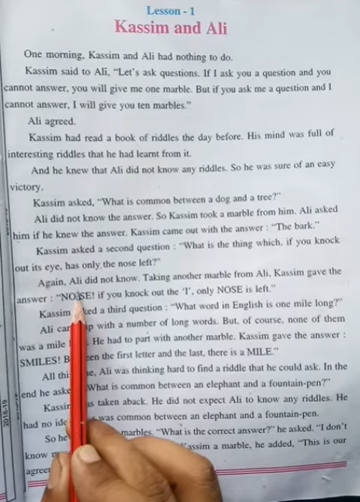 Lesson - 1
Kassim and Ali
One morning, Kassim and Ali had nothing to do.
Kassim said to Ali, "Let's ask questions. If I ask you a question and you
cannot answer, you will give me one marble. But if you ask me a question and I
cannot answer, I will give you ten marbles."
Ali agreed.
Kassim had read a book of riddles the day before. His mind was full of
interesting riddles that he had learnt from it.
And he knew that Ali did not know any riddles. So he was sure of an easy
victory.
Kassim asked, "What is common between a dog and a tree?"
Ali did not know the answer. So Kassim took a marble from him. Ali asked
him if he knew the answer. Kassim came out with the answer : "The bark."
Kassim asked a second question : "What is the thing which, if you knock
out its eye, has only the nose left?"
Again, Ali did not know. Taking another marble from Ali, Kassim gave the
answer : "NOISE! if you knock out the 'I', only NOSE is left."
Kassim ked a third question : "What word in English is one mile long?"
Ali ca p with a number of long words. But, of course, none of them
was a mile He had to part with another marble. Kassim gave the answer :
SMILES! B en the first letter and the last, there is a MILE."
All thi e, Ali was thinking hard to find a riddle that he could ask. In the
end he aske What is common between an elephant and a fountain-pen?"
Kassi as taken aback. He did not expect Ali to know any riddles. He
had no ide was common between an elephant and a fountain-pen.
So he marbles. "What is the correct answer?" he asked. "I don't
know Kassim a marble, he added, "This is our
agree
2018-19